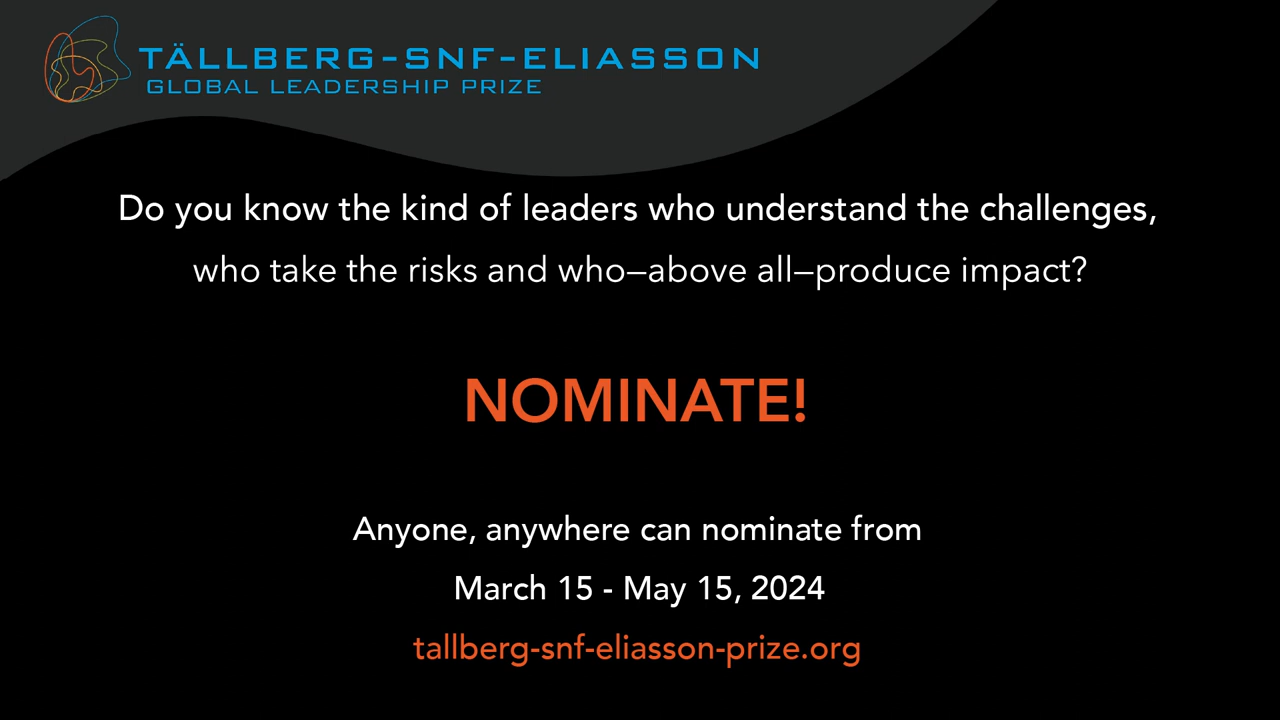 TÄLLBERG-SNF-ELIASSON
GLOBAL LEADERSHIP PRIZE
Do you know the kind of leaders who understand the challenges,
who take the risks and who—above all—produce impact?
NOMINATE!
Anyone, anywhere can nominate from
March 15 - May 15, 2024
tallberg-snf-eliasson-prize.org